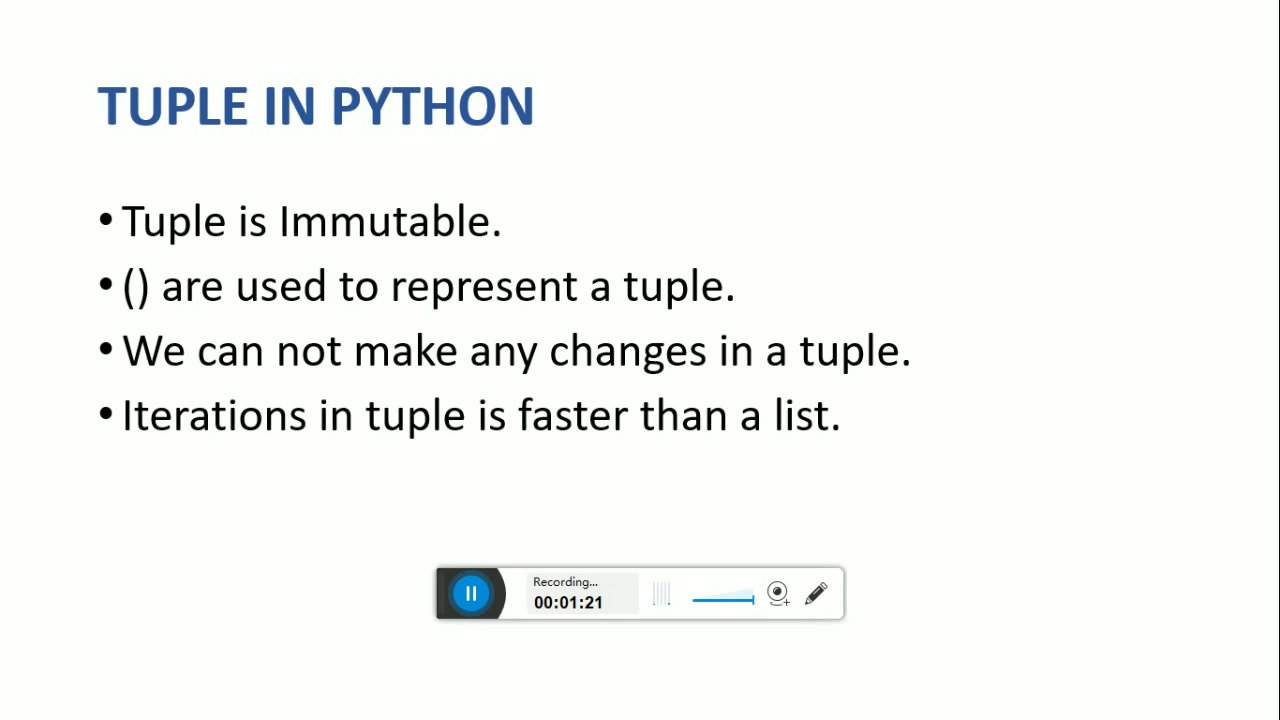 TUPLE IN PYTHON
• Tuple is Immutable.
• () are used to represent a tuple.
• We can not make any changes in a tuple.
• Iterations in tuple is faster than a list.
Recording...
00:01:21